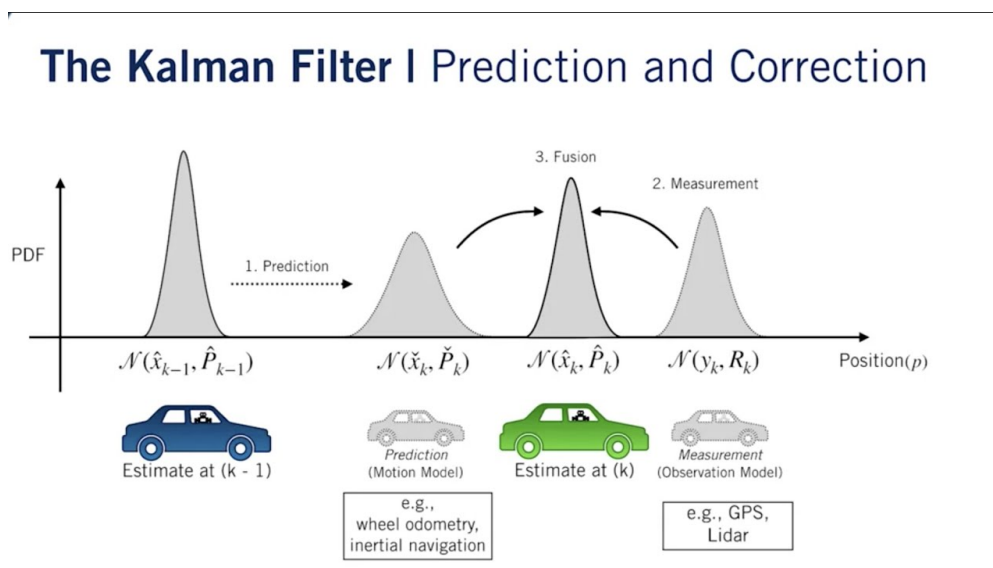 The Kalman Filter | Prediction and Correction
3. Fusion
2. Measurement
PDF
1. Prediction
𝒩(x̂ₖ₋₁, P̂ₖ₋₁)
𝒩(x̌ₖ, P̌ₖ)
𝒩(x̂ₖ, P̂ₖ)
𝒩(yₖ, Rₖ)
Position(p)
Estimate at (k - 1)
Prediction
(Motion Model)
Estimate at (k)
Measurement
(Observation Model)
e.g.,
wheel odometry,
inertial navigation
e.g., GPS,
Lidar